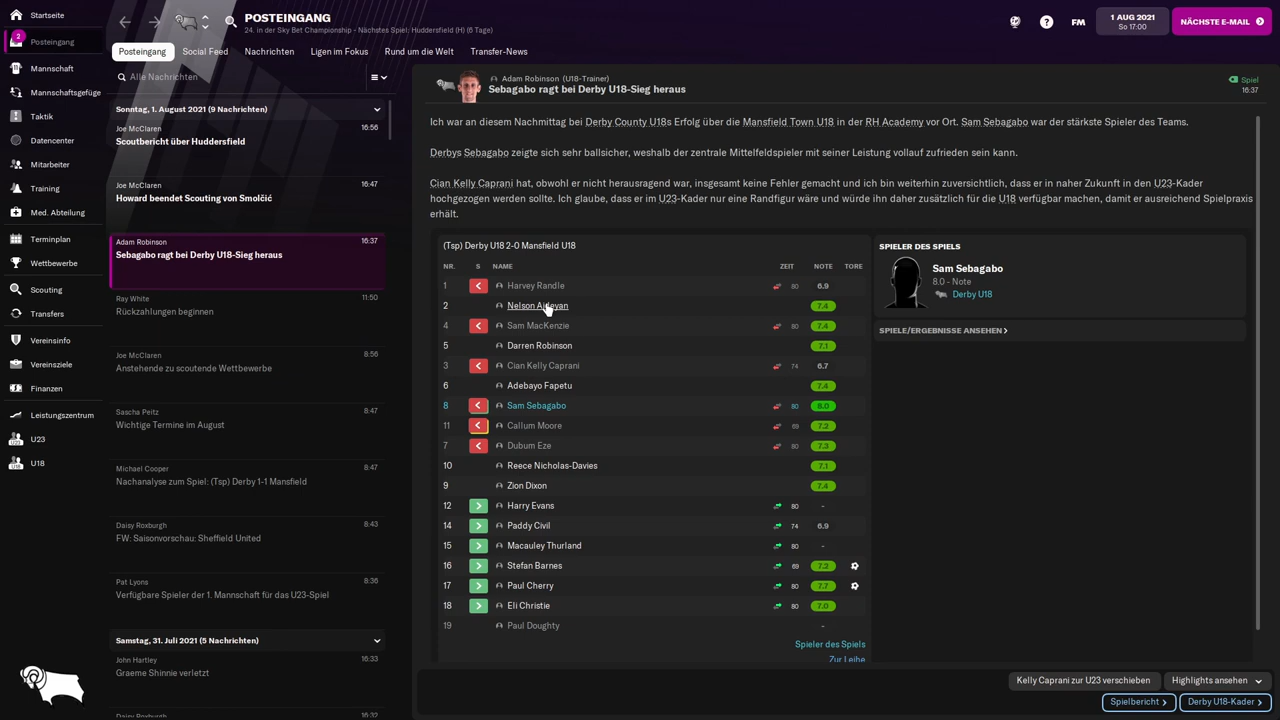 Startseite
2
Posteingang
Mannschaft
Mannschaftsgefüge
Taktik
Datencenter
Mitarbeiter
Training
Med. Abteilung
Terminplan
Wettbewerbe
Scouting
Transfers
Vereinsinfo
Vereinsziele
Finanzen
Leistungszentrum
U23
U18
POSTEINGANG
24. in der Sky Bet Championship - Nächstes Spiel: Huddersfield (H) (6 Tage)
FM
1 AUG 2021
So 17:00
NÄCHSTE E-MAIL
Posteingang
Social Feed
Nachrichten
Ligen im Fokus
Rund um die Welt
Transfer-News
Alle Nachrichten
Sonntag, 1. August 2021 (9 Nachrichten)
Joe McClaren 16:56
Scoutbericht über Huddersfield
Joe McClaren 16:47
Howard beendet Scouting von Smolčić
Adam Robinson 16:37
Sebagabo ragt bei Derby U18-Sieg heraus
Ray White 11:50
Rückzahlungen beginnen
Joe McClaren 8:56
Anstehende zu scoutende Wettbewerbe
Sascha Peitz 8:47
Wichtige Termine im August
Michael Cooper 8:47
Nachanalyse zum Spiel: (Tsp) Derby 1-1 Mansfield
Daisy Roxburgh 8:43
FW: Saisonvorschau: Sheffield United
Pat Lyons 8:36
Verfügbare Spieler der 1. Mannschaft für das U23-Spiel
Samstag, 31. Juli 2021 (5 Nachrichten)
John Hartley 16:33
Graeme Shinnie verletzt
Daisy Roxburgh 16:32
Adam Robinson (U18-Trainer)
Sebagabo ragt bei Derby U18-Sieg heraus
Spiel
16:37
Ich war an diesem Nachmittag bei Derby County U18s Erfolg über die Mansfield Town U18 in der RH Academy vor Ort. Sam Sebagabo war der stärkste Spieler des Teams.
Derbys Sebagabo zeigte sich sehr ballsicher, weshalb der zentrale Mittelfeldspieler mit seiner Leistung vollauf zufrieden sein kann.
Cian Kelly Caprani hat, obwohl er nicht herausragend war, insgesamt keine Fehler gemacht und ich bin weiterhin zuversichtlich, dass er in naher Zukunft in den U23-Kader
hochgezogen werden sollte. Ich glaube, dass er im U23-Kader nur eine Randfigur wäre und würde ihn daher zusätzlich für die U18 verfügbar machen, damit er ausreichend Spielpraxis
erhält.
(Tsp) Derby U18 2-0 Mansfield U18
NR. S NAME ZEIT NOTE TORE
1 Harvey Randle 80 6.9
2 Nelson 7.4
4 Sam MacKenzie 80 7.4
5 Darren Robinson 7.1
3 Cian Kelly Caprani 74 6.7
6 Adebayo Fapetu 7.4
8 Sam Sebagabo 80 8.0
11 Callum Moore 69 7.2
7 Dubum Eze 80 7.3
10 Reece Nicholas-Davies 7.1
9 Zion Dixon 7.4
12 Harry Evans 80 -
14 Paddy Civil 74 6.9
15 Macauley Thurland 80 -
16 Stefan Barnes 69 7.2
17 Paul Cherry 80 7.7
18 Eli Christie 80 7.0
19 Paul Doughty -
Spieler des Spiels
Zur Leihe
SPIELER DES SPIELS
Sam Sebagabo
8.0 - Note
Derby U18
SPIELE/ERGEBNISSE ANSEHEN
Kelly Caprani zur U23 verschieben
Highlights ansehen
Spielbericht
Derby U18-Kader